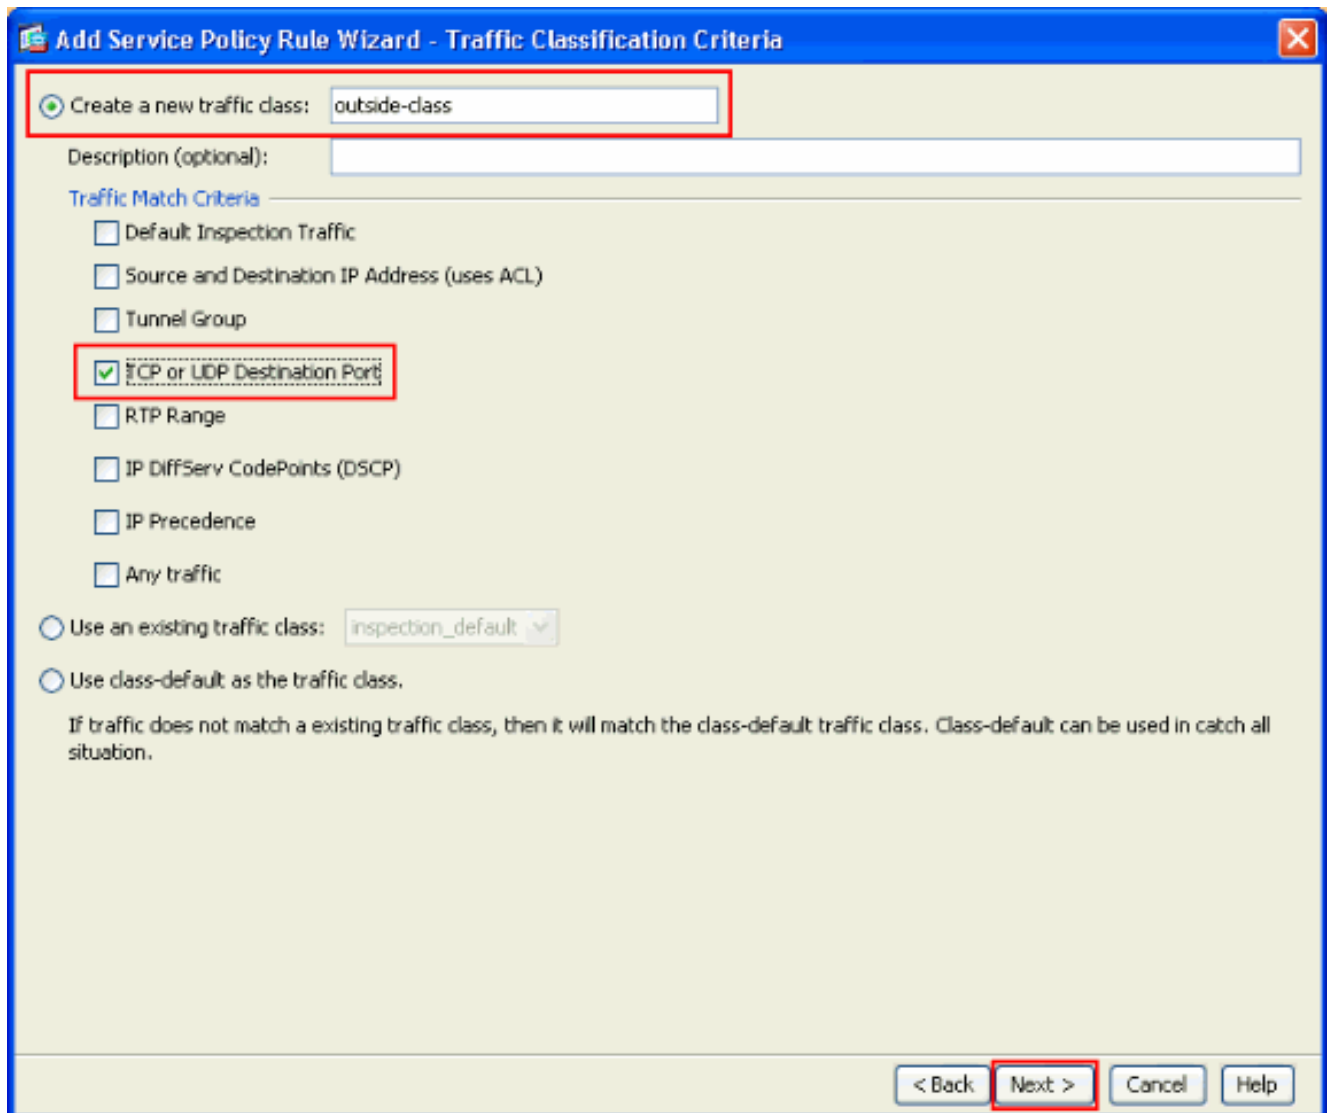 Add Service Policy Rule Wizard - Traffic Classification Criteria
Create a new traffic class: outside-class
Description (optional):
Traffic Match Criteria
Default Inspection Traffic
Source and Destination IP Address (uses ACL)
Tunnel Group
TCP or UDP Destination Port
RTP Range
IP DiffServ CodePoints (DSCP)
IP Precedence
Any traffic
Use an existing traffic class: inspection_default
Use class-default as the traffic class.
If traffic does not match a existing traffic class, then it will match the class-default traffic class. Class-default can be used in catch all
situation.
< Back Next > Cancel Help